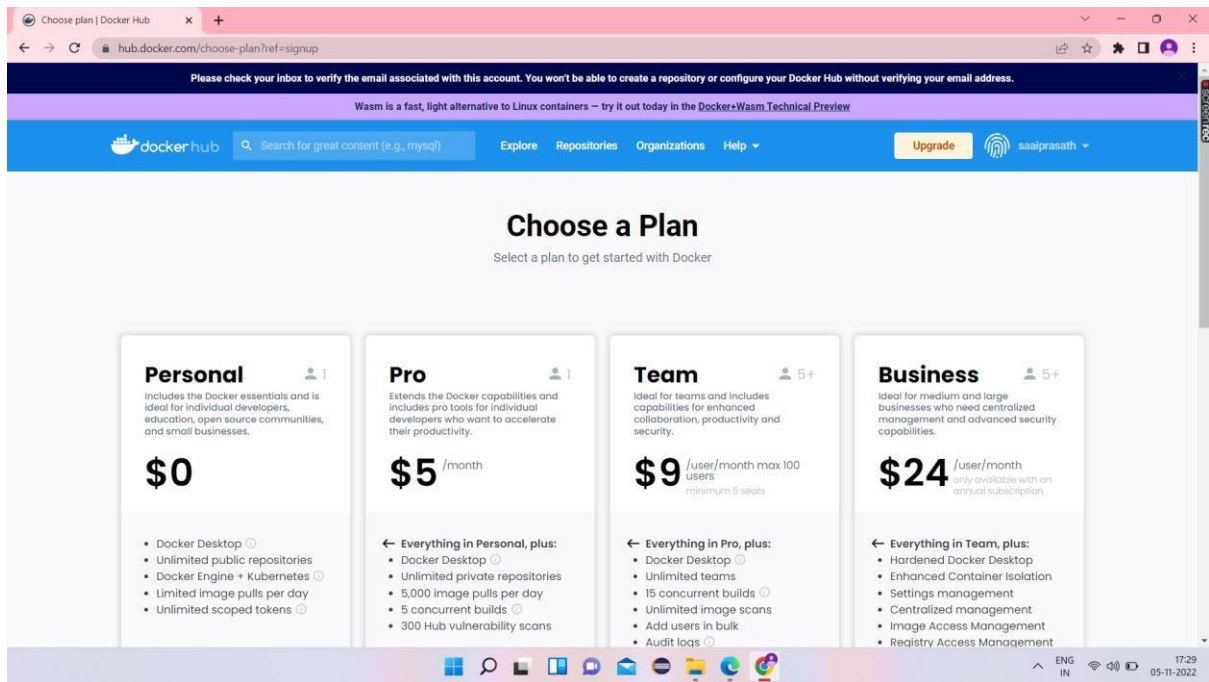 Choose plan | Docker Hub
hub.docker.com/choose-plan?ref=signup
Please check your inbox to verify the email associated with this account. You won't be able to create a repository or configure your Docker Hub without verifying your email address.
Wasm is a fast, light alternative to Linux containers — try it out today in the Docker+Wasm Technical Preview
screenrec
dockerhub
Search for great content (e.g., mysql)
Explore
Repositories
Organizations
Help
Upgrade
saaiprasath
Choose a Plan
Select a plan to get started with Docker
Personal
1
Includes the Docker essentials and is
ideal for individual developers,
education, open source communities,
and small businesses.
$0
• Docker Desktop
• Unlimited public repositories
• Docker Engine + Kubernetes
• Limited image pulls per day
• Unlimited scoped tokens
Pro
1
Extends the Docker capabilities and
includes pro tools for individual
developers who want to accelerate
their productivity.
$5 /month
← Everything in Personal, plus:
• Docker Desktop
• Unlimited private repositories
• 5,000 image pulls per day
• 5 concurrent builds
• 300 Hub vulnerability scans
Team
5+
Ideal for teams and includes
capabilities for enhanced
collaboration, productivity and
security.
$9 /user/month max 100
users
minimum 5 seats
← Everything in Pro, plus:
• Docker Desktop
• Unlimited teams
• 15 concurrent builds
• Unlimited image scans
• Add users in bulk
• Audit logs
Business
5+
Ideal for medium and large
businesses who need centralized
management and advanced security
capabilities.
$24 /user/month
only available with an
annual subscription
← Everything in Team, plus:
• Hardened Docker Desktop
• Enhanced Container Isolation
• Settings management
• Centralized management
• Image Access Management
• Registry Access Management
ENG
IN
17:29
05-11-2022